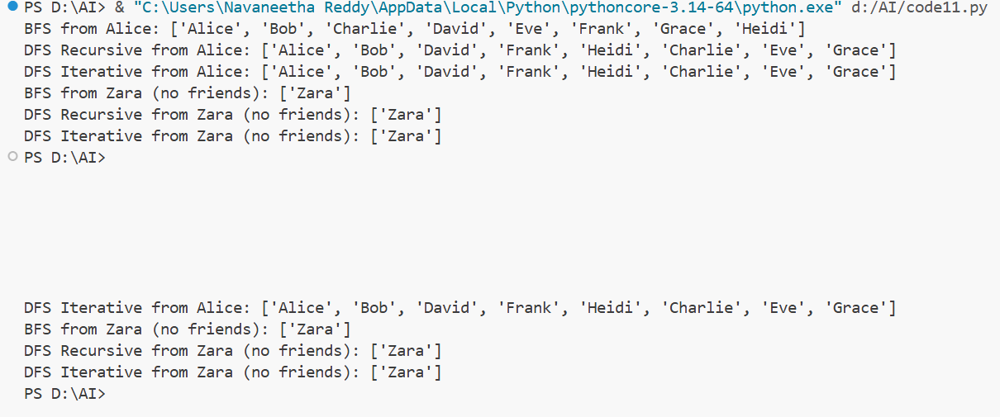 PS D:\AI> & "C:\Users\Navaneetha Reddy\AppData\Local\Python\pythoncore-3.14-64\python.exe" d:/AI/code11.py
BFS from Alice: ['Alice', 'Bob', 'Charlie', 'David', 'Eve', 'Frank', 'Grace', 'Heidi']
DFS Recursive from Alice: ['Alice', 'Bob', 'David', 'Frank', 'Heidi', 'Charlie', 'Eve', 'Grace']
DFS Iterative from Alice: ['Alice', 'Bob', 'David', 'Frank', 'Heidi', 'Charlie', 'Eve', 'Grace']
BFS from Zara (no friends): ['Zara']
DFS Recursive from Zara (no friends): ['Zara']
DFS Iterative from Zara (no friends): ['Zara']
PS D:\AI>
DFS Iterative from Alice: ['Alice', 'Bob', 'David', 'Frank', 'Heidi', 'Charlie', 'Eve', 'Grace']
BFS from Zara (no friends): ['Zara']
DFS Recursive from Zara (no friends): ['Zara']
DFS Iterative from Zara (no friends): ['Zara']
PS D:\AI>